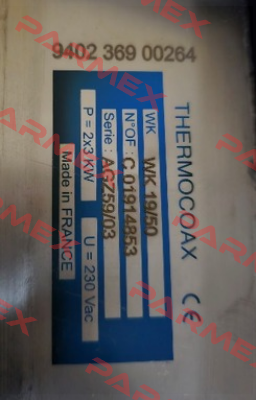 9402 369 00264
THERMOCOAX CE
WK WK 19/50
N°OF : C 01914853
Serie : AGZ59/03
P = 2x3 KW U = 230 Vac
Made in FRANCE
PARMEX
PARMEX
PARMEX
PARMEX